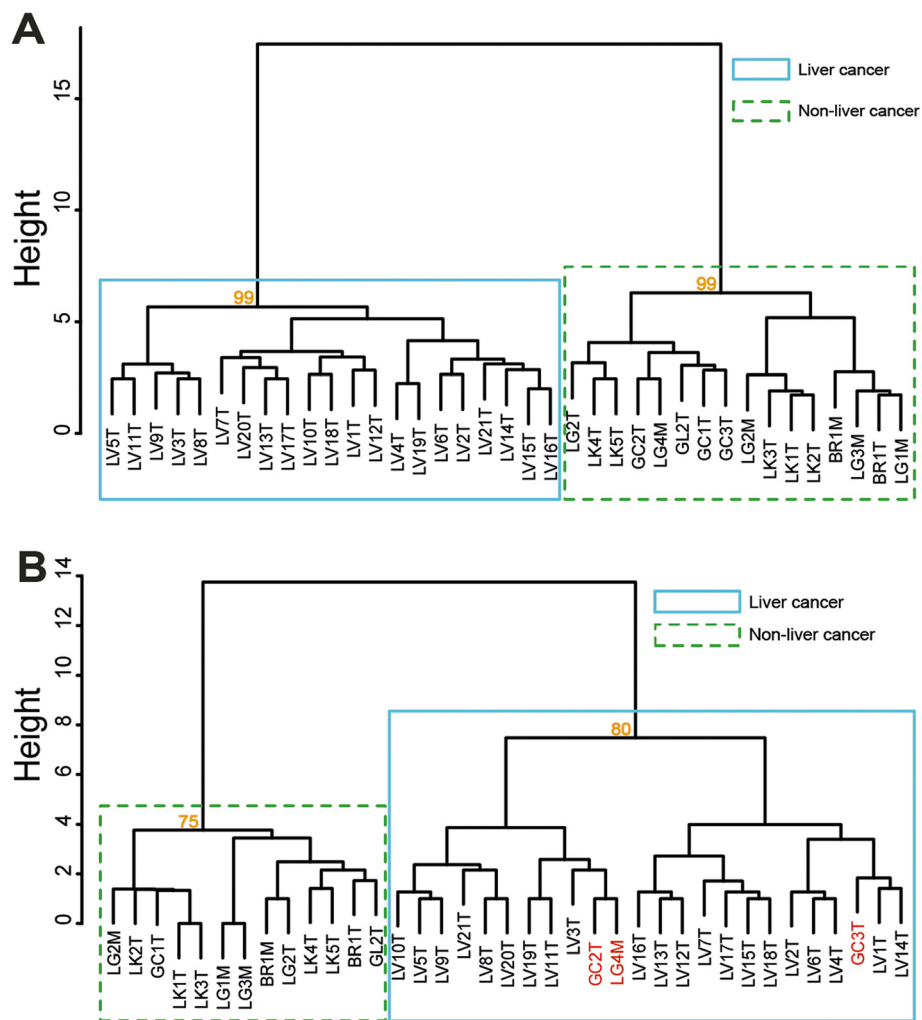 A
Height
15
10
5
0
Liver cancer
Non-liver cancer
99
99
LV5T
LV11T
LV9T
LV3T
LV8T
LV7T
LV20T
LV13T
LV17T
LV10T
LV18T
LV1T
LV12T
LV4T
LV19T
LV6T
LV2T
LV21T
LV14T
LV15T
LV16T
LG2T
LK4T
LK5T
GC2T
LG4M
GL2T
GC1T
GC3T
LG2M
LK3T
LK1T
LK2T
BR1M
LG3M
BR1T
LG1M
B
Height
14
12
10
8
6
4
2
0
Liver cancer
Non-liver cancer
75
80
LG2M
LK2T
GC1T
LK1T
LK3T
LG1M
LG3M
BR1M
LG2T
LK4T
LK5T
BR1T
GL2T
LV10T
LV5T
LV9T
LV21T
LV8T
LV20T
LV19T
LV11T
LV3T
GC2T
LG4M
LV16T
LV13T
LV12T
LV7T
LV17T
LV15T
LV18T
LV2T
LV6T
LV4T
GC3T
LV1T
LV14T